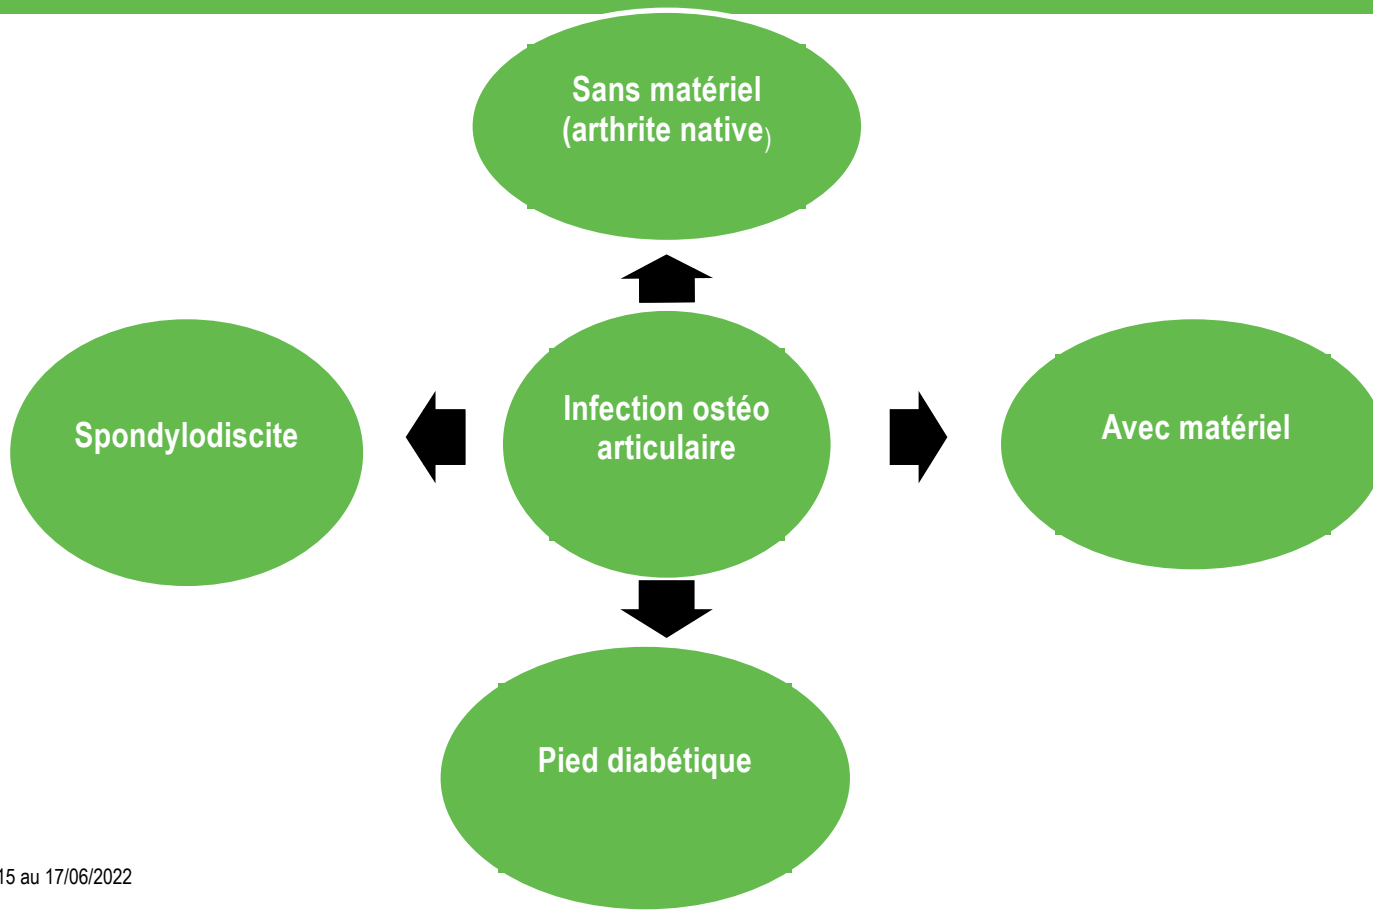 Sans matériel
(arthrite native)
Spondylodiscite
Infection ostéo
articulaire
Avec matériel
Pied diabétique
15 au 17/06/2022